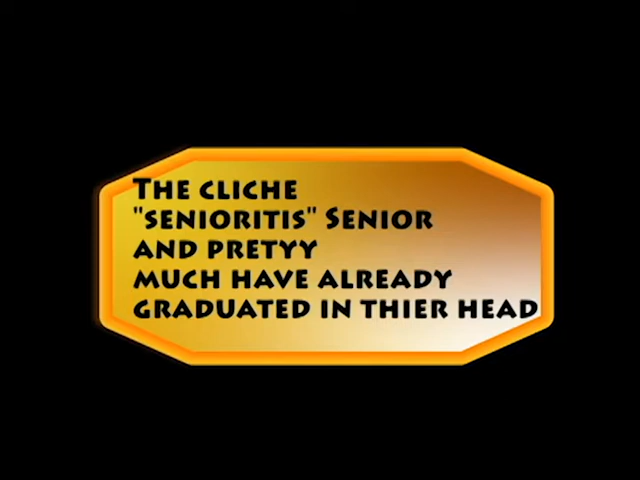 The cliche
"senioritis" Senior
and pretyy
much have already
graduated in thier head